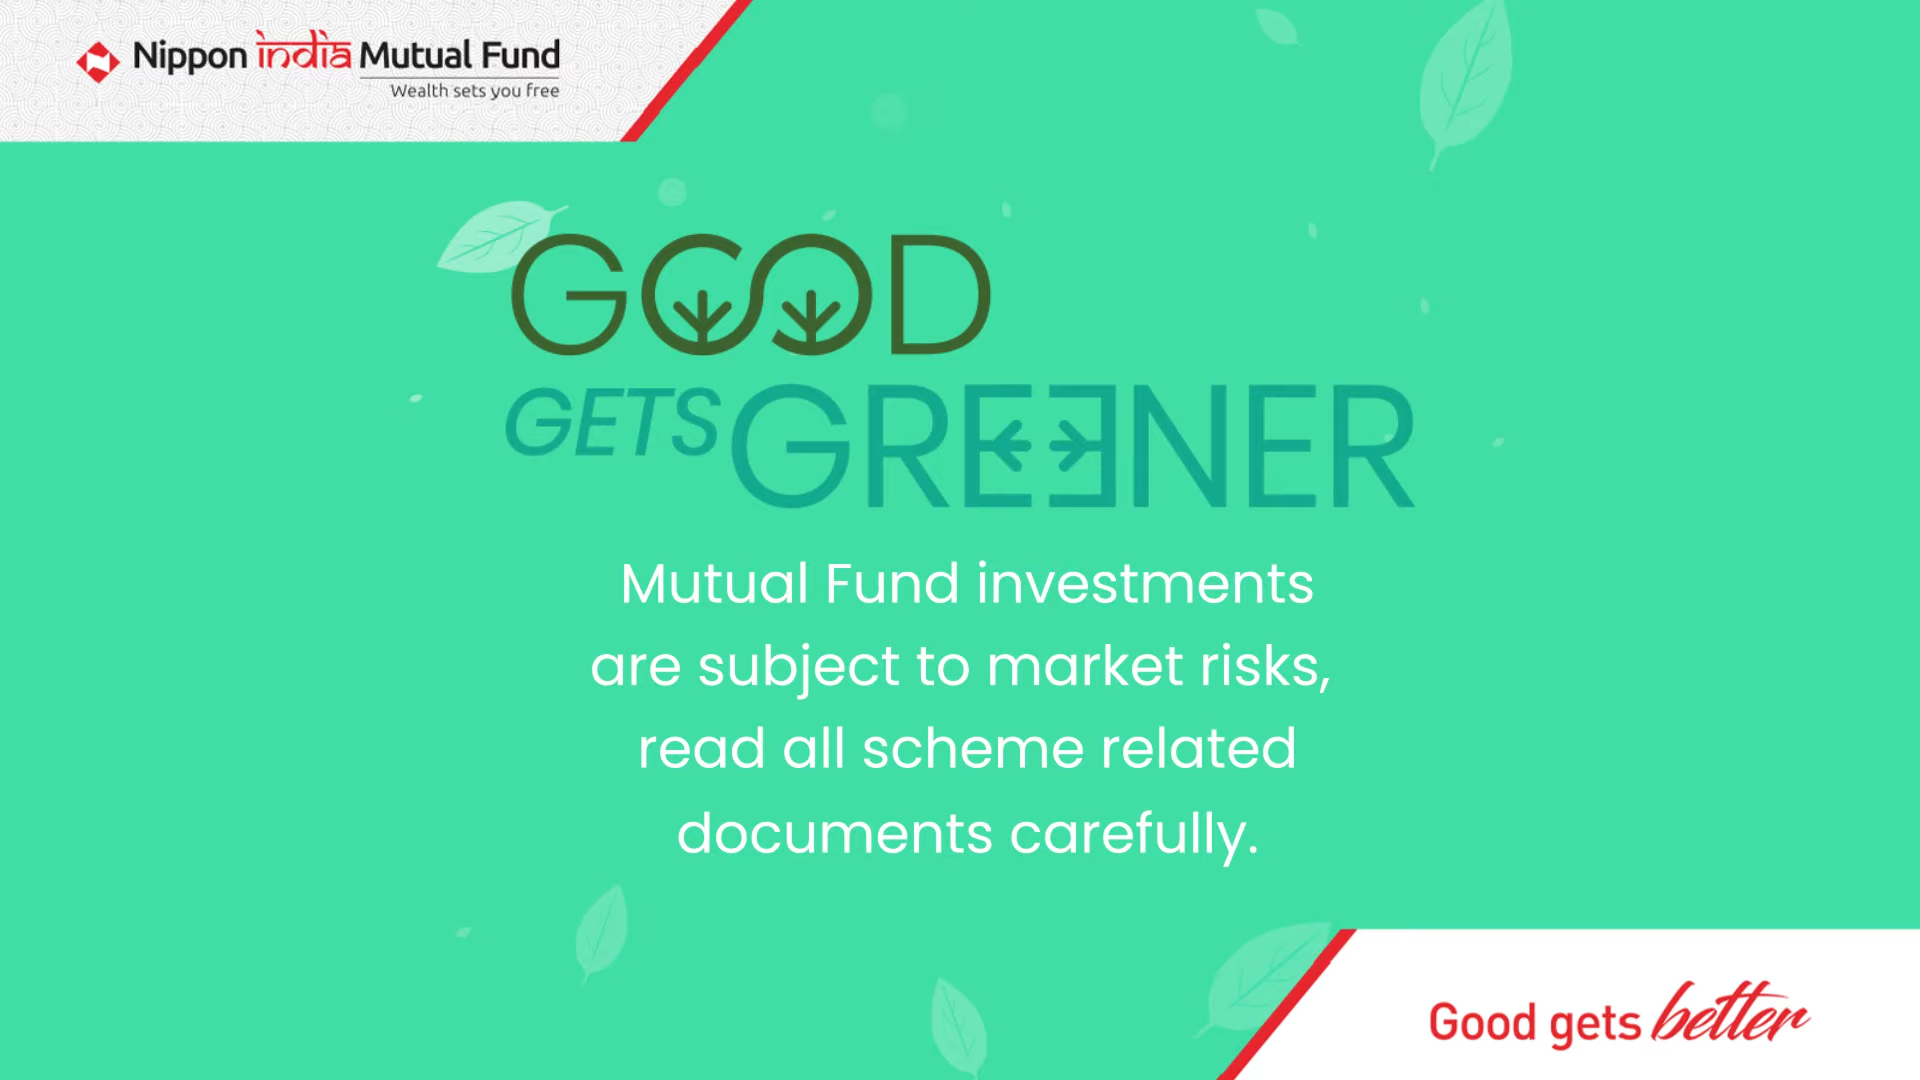 Nippon india Mutual Fund
Wealth sets you free
GOOD
GETS GREENER
Mutual Fund investments
are subject to market risks,
read all scheme related
documents carefully.
Good gets better